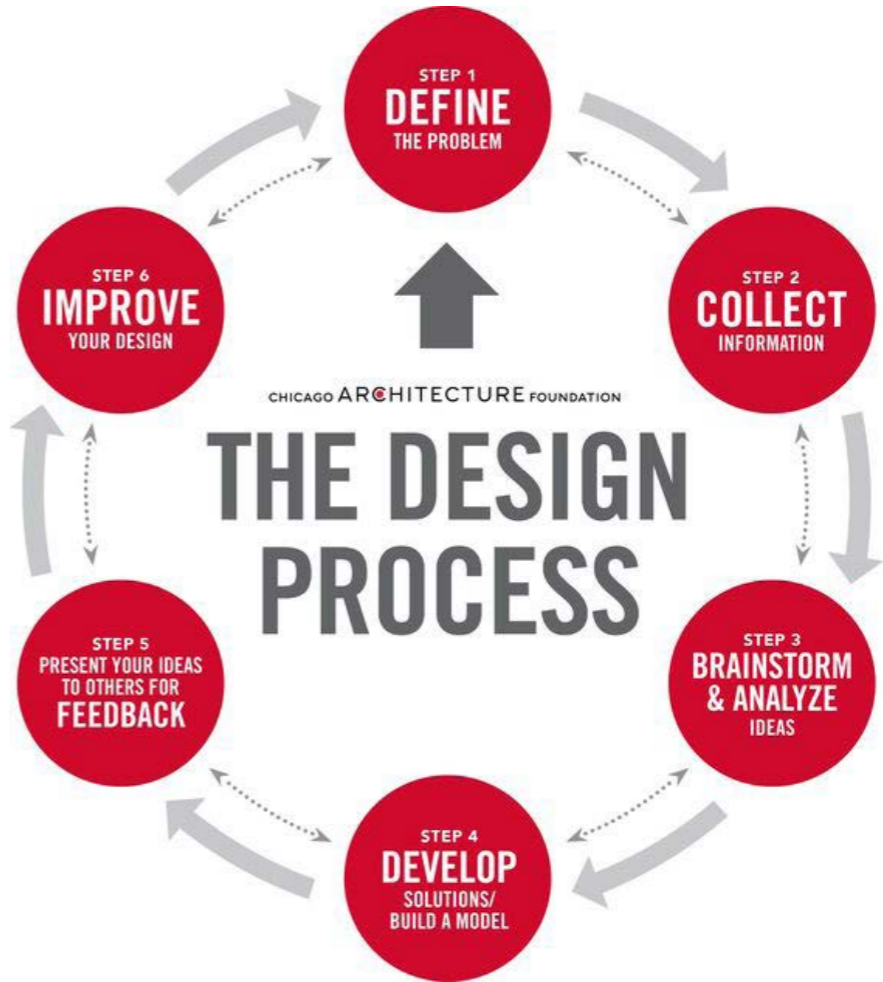 STEP 1
DEFINE
THE PROBLEM
STEP 2
COLLECT
INFORMATION
STEP 3
BRAINSTORM
& ANALYZE
IDEAS
STEP 4
DEVELOP
SOLUTIONS/
BUILD A MODEL
STEP 5
PRESENT YOUR IDEAS
TO OTHERS FOR
FEEDBACK
STEP 6
IMPROVE
YOUR DESIGN
CHICAGO ARCHITECTURE FOUNDATION
THE DESIGN
PROCESS